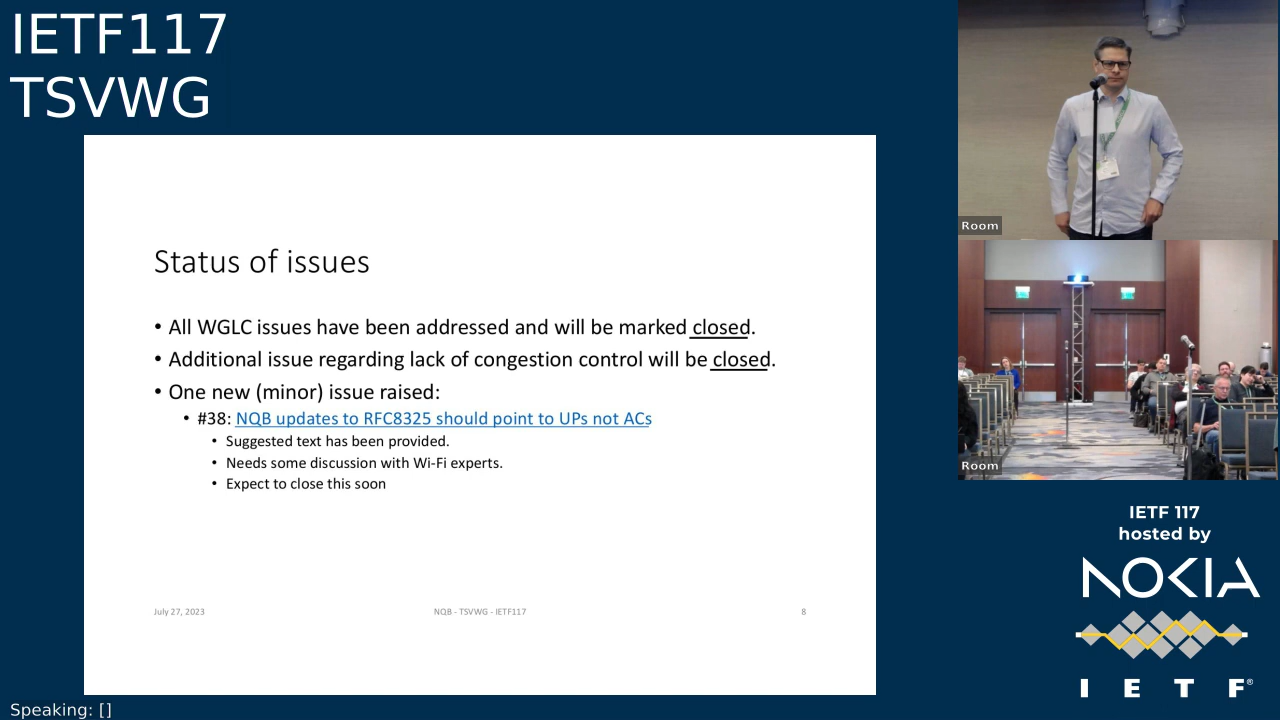 IETF117
TSVWG
Status of issues
• All WGLC issues have been addressed and will be marked closed.
• Additional issue regarding lack of congestion control will be closed.
• One new (minor) issue raised:
• #38: NQB updates to RFC8325 should point to UPs not ACs
• Suggested text has been provided.
• Needs some discussion with Wi-Fi experts.
• Expect to close this soon
July 27, 2023 NQB - TSVWG - IETF117 8
Room
Room
IETF 117
hosted by
NOKIA
IETF®
Speaking: []